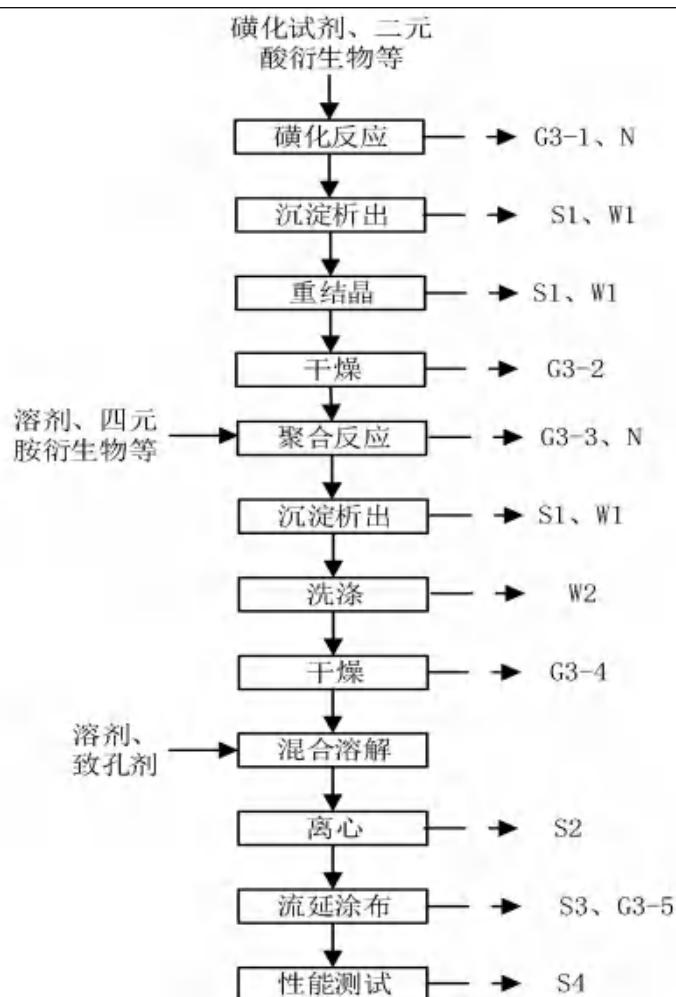 磺化试剂、二元
酸衍生物等
磺化反应
G3-1、N
沉淀析出
S1、W1
重结晶
S1、W1
干燥
G3-2
溶剂、四元
胺衍生物等
聚合反应
G3-3、N
沉淀析出
S1、W1
洗涤
W2
干燥
G3-4
溶剂、
致孔剂
混合溶解
离心
S2
流延涂布
S3、G3-5
性能测试
S4